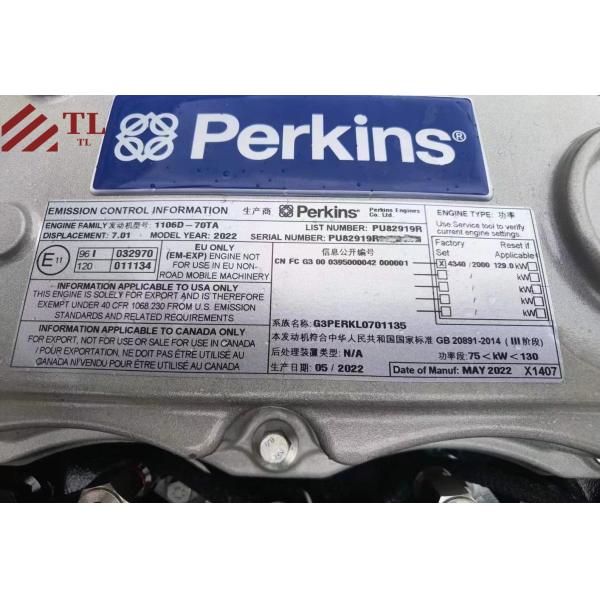 TL
TL
Perkins®
EMISSION CONTROL INFORMATION
生产商 Perkins Perkins Engines Co. Ltd.
ENGINE FAMILY 发动机型号: 1106D-70TA
LIST NUMBER: PU82919R
DISPLACEMENT: 7.01 MODEL YEAR: 2022
SERIAL NUMBER: PU82919R
ENGINE TYPE: 功率
Use Service tool to verify
current engine settings.
Factory Set
Reset if Applicable
X 4340/2000 129.0 kW
kW
kW
kW
E11
96 I 032970
120 011134
EU ONLY
(EM-EXP) ENGINE NOT
FOR USE IN EU NON-
ROAD MOBILE MACHINERY
信息公开编号
CN FC G3 00 0395000042 000001
INFORMATION APPLICABLE TO USA ONLY
THIS ENGINE IS SOLELY FOR EXPORT AND IS THEREFORE
EXEMPT UNDER 40 CFR 1068.230 FROM U.S. EMISSION
STANDARDS AND RELATED REQUIREMENTS.
INFORMATION APPLICABLE TO CANADA ONLY
FOR EXPORT, NOT FOR USE OR FOR SALE IN CANADA
POUR EXPORTATION, NE DOIT PAS ÊTRE UTILISÉ AU
CANADA NI VENDU POUR ÊTRE UTILISÉ AU CANADA
系族名称: G3PERKL0701135
本发动机符合中华人民共和国国家标准 GB 20891-2014 (III阶段)
后处理装置类型: N/A
功率段: 75<kW<130
生产日期: 05 / 2022
Date of Manuf: MAY 2022 X1407